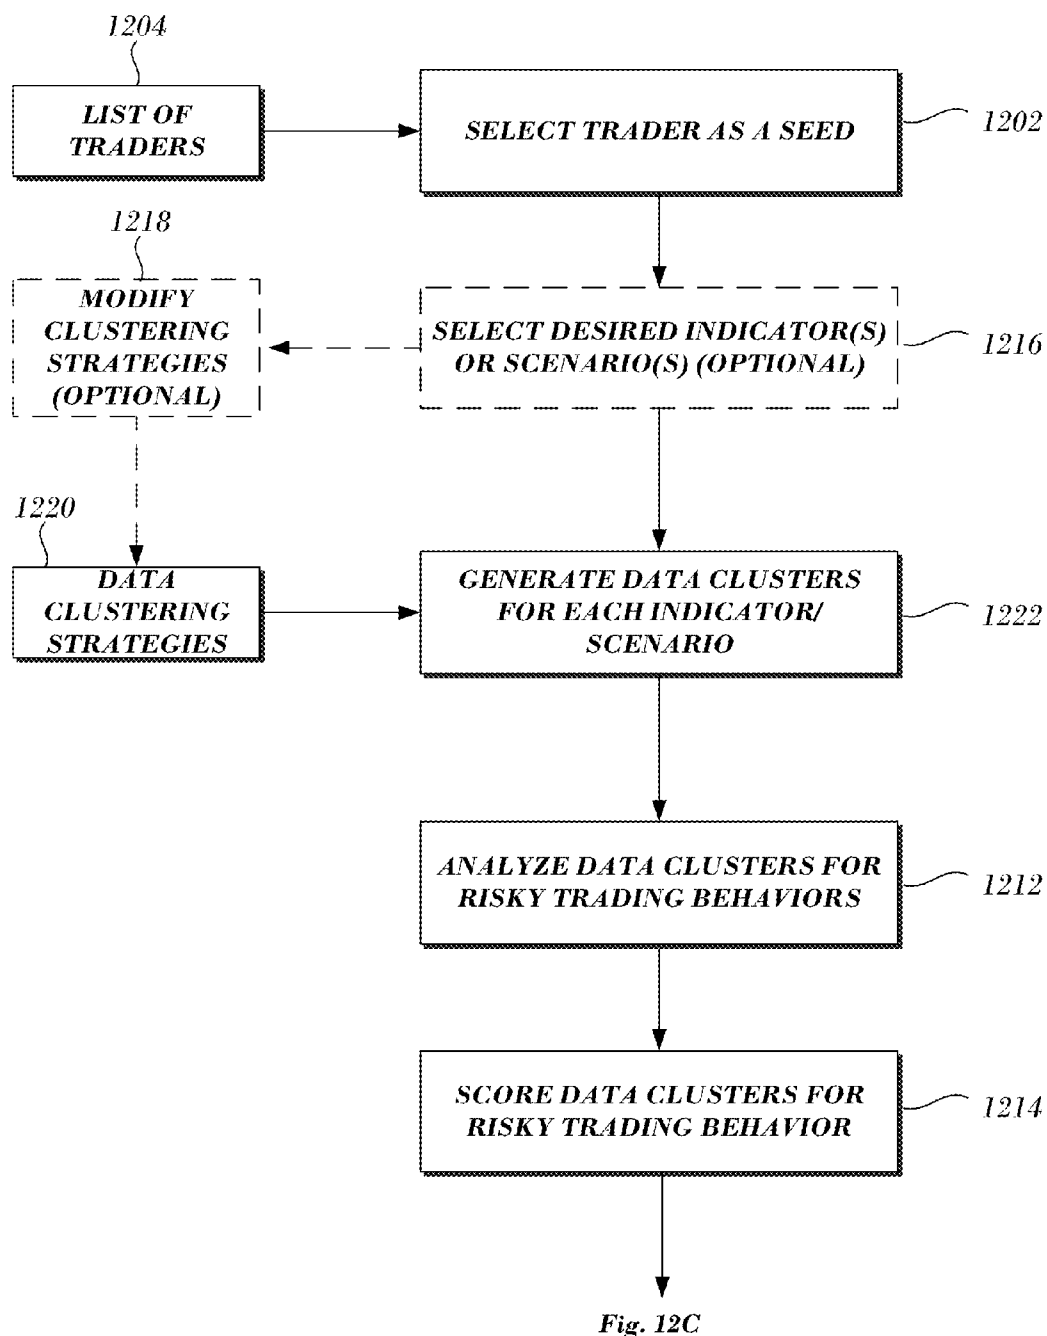 1204
LIST OF
TRADERS
SELECT TRADER AS A SEED
1202
1218
MODIFY
CLUSTERING
STRATEGIES
(OPTIONAL)
SELECT DESIRED INDICATOR(S)
OR SCENARIO(S) (OPTIONAL)
1216
1220
DATA
CLUSTERING
STRATEGIES
GENERATE DATA CLUSTERS
FOR EACH INDICATOR/
SCENARIO
1222
ANALYZE DATA CLUSTERS FOR
RISKY TRADING BEHAVIORS
1212
SCORE DATA CLUSTERS FOR
RISKY TRADING BEHAVIOR
1214
Fig. 12C